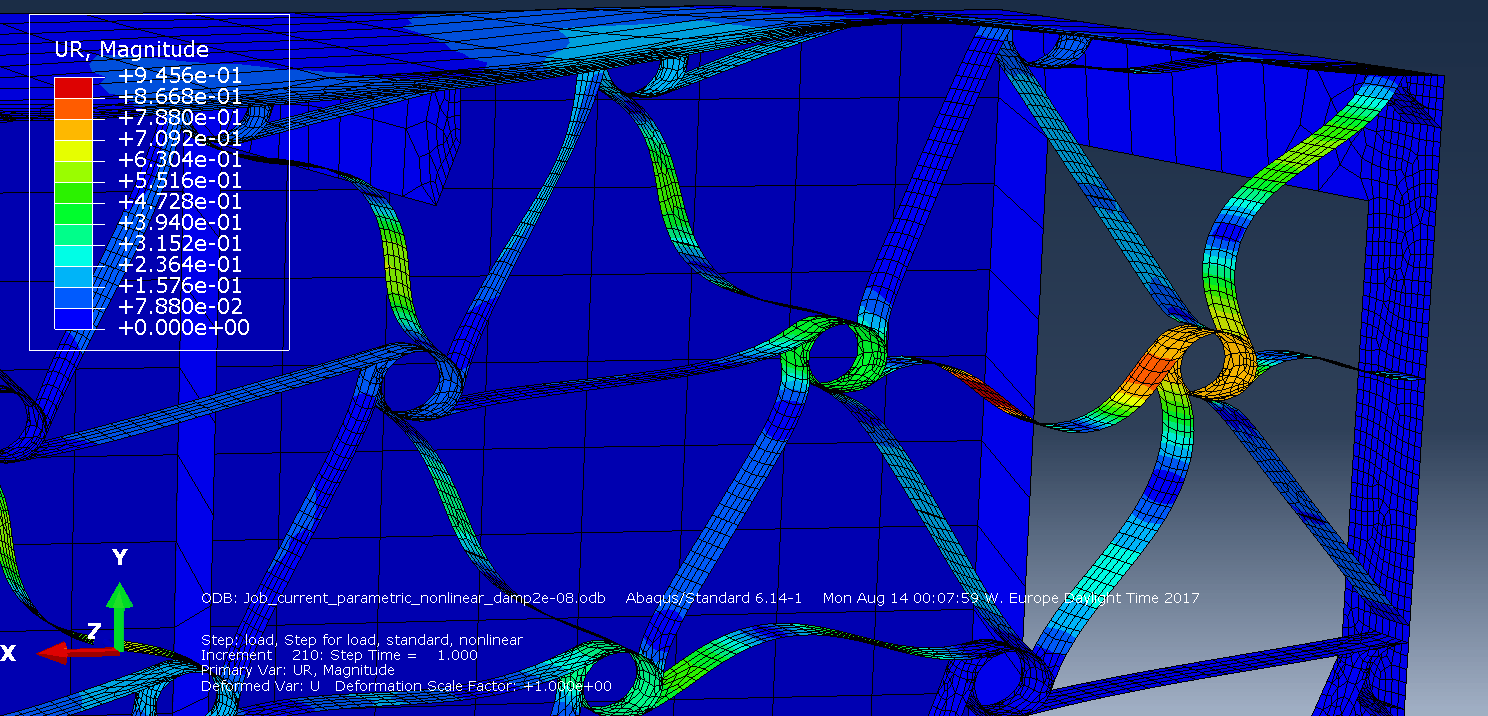 UR, Magnitude
+9.456e-01
+8.668e-01
+7.880e-01
+7.092e-01
+6.304e-01
+5.516e-01
+4.728e-01
+3.940e-01
+3.152e-01
+2.364e-01
+1.576e-01
+7.880e-02
+0.000e+00
Y
Z
X
ODB: Job_current_parametric_nonlinear_damp2e-08.odb Abaqus/Standard 6.14-1 Mon Aug 14 00:07:59 W. Europe Daylight Time 2017
Step: load, Step for load, standard, nonlinear
Increment 210: Step Time = 1.000
Primary Var: UR, Magnitude
Deformed Var: U Deformation Scale Factor: +1.000e+00